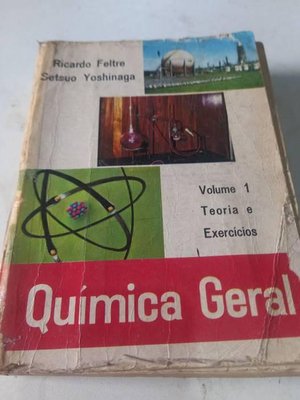 Ricardo Feltre
Setsuo Yoshinaga
Volume 1
Teoria e
Exercícios
Química Geral